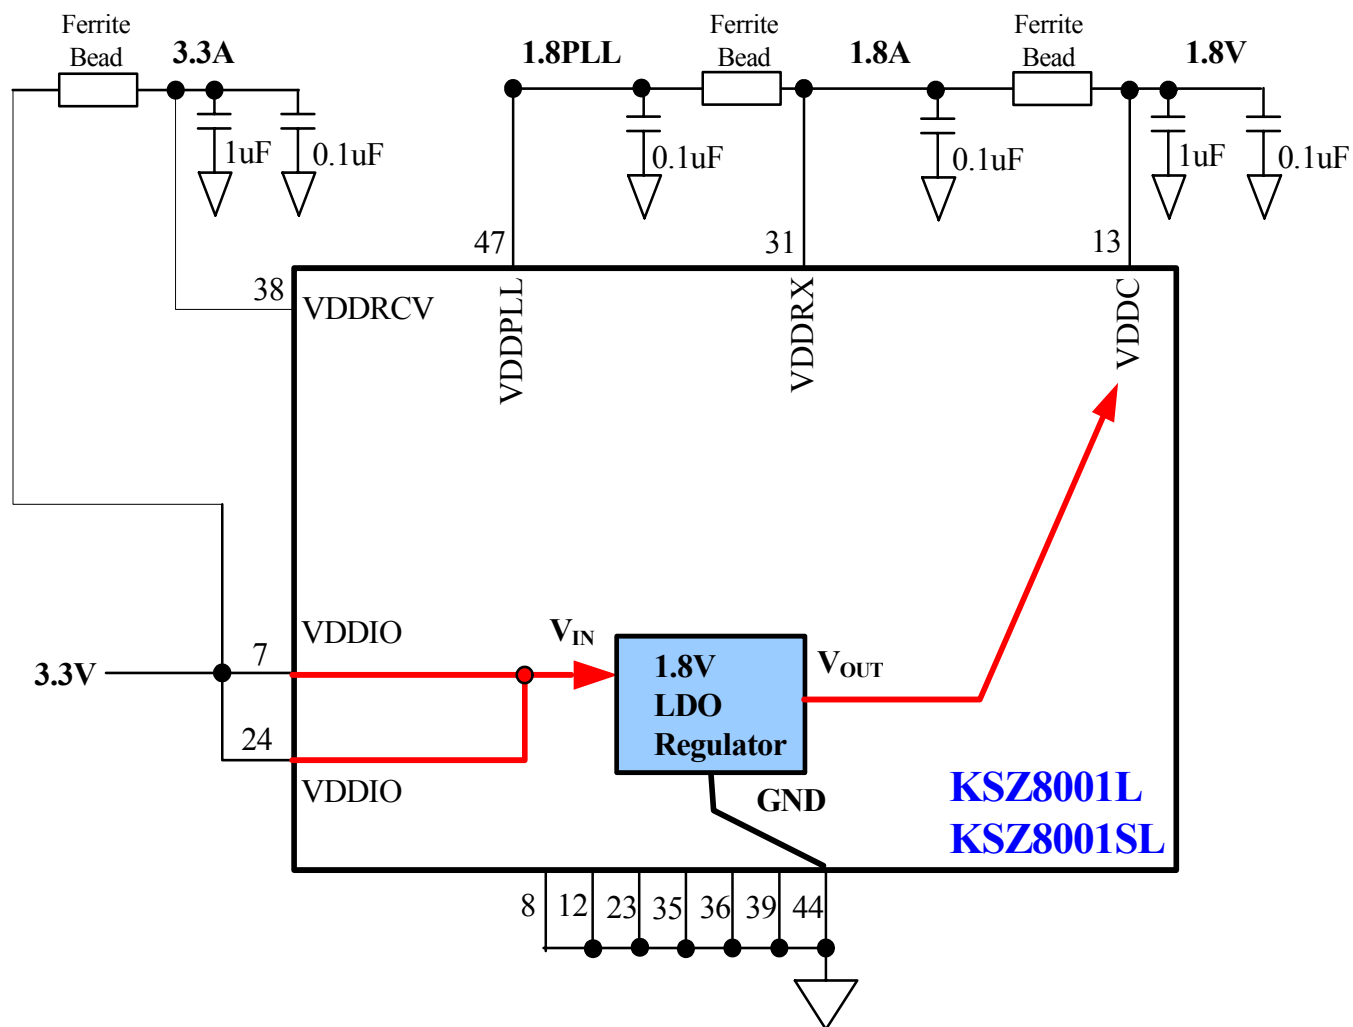 Ferrite
Bead
3.3A
1uF
0.1uF
1.8PLL
Ferrite
Bead
1.8A
Ferrite
Bead
1.8V
0.1uF
0.1uF
1uF
0.1uF
47
31
13
38
VDDRCV
VDDPLL
VDDRX
VDDC
3.3V
7
VDDIO
24
VDDIO
VIN
1.8V
LDO
Regulator
VOUT
GND
KSZ8001L
KSZ8001SL
8
12
23
35
36
39
44